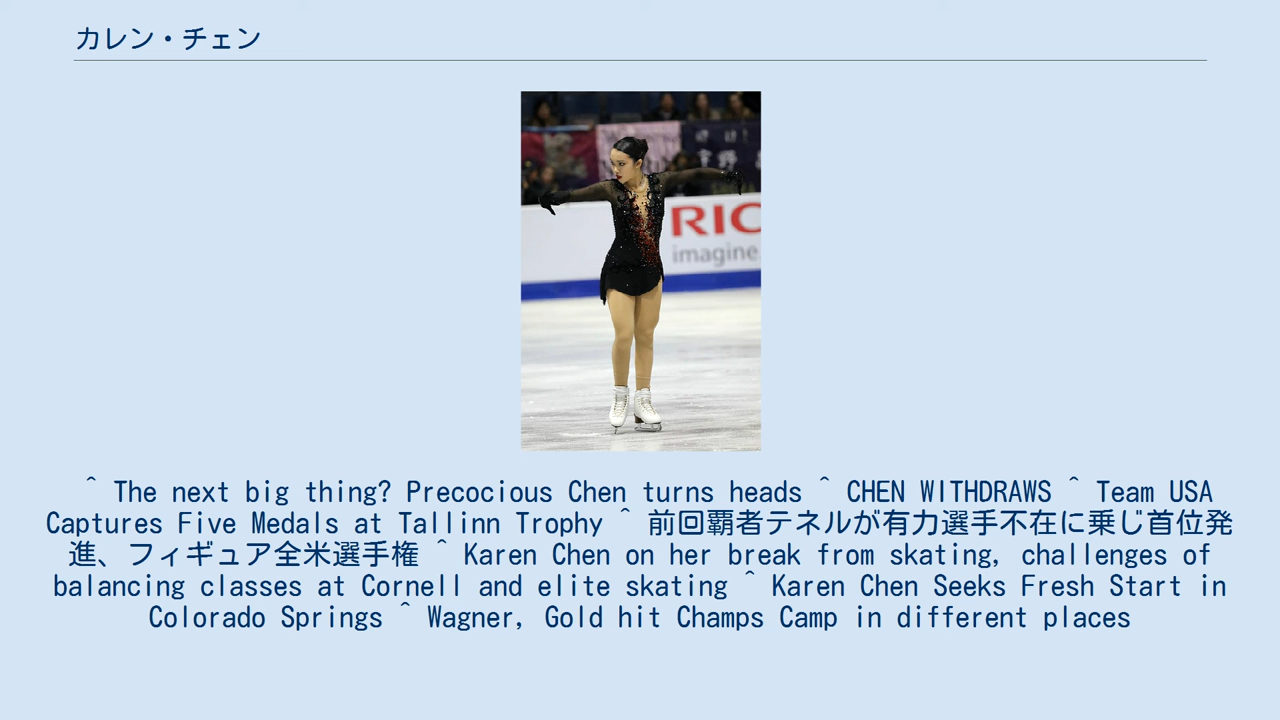 カレン・チェン
RIC
imagine.
^ The next big thing? Precocious Chen turns heads ^ CHEN WITHDRAWS ^ Team USA
Captures Five Medals at Tallinn Trophy ^ 前回覇者テネルが有力選手不在に乗じ首位発
進、フィギュア全米選手権 ^ Karen Chen on her break from skating, challenges of
balancing classes at Cornell and elite skating ^ Karen Chen Seeks Fresh Start in
Colorado Springs ^ Wagner, Gold hit Champs Camp in different places